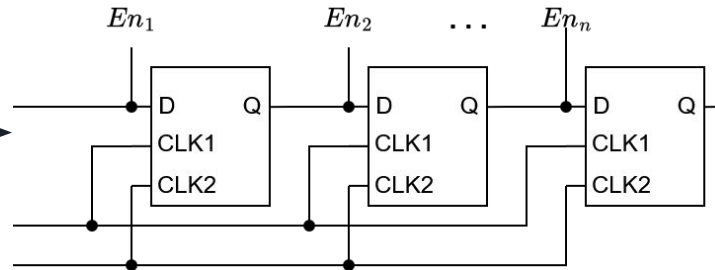 En₁ En₂ ... Enₙ
D Q D Q D Q
CLK1 CLK1 CLK1
CLK2 CLK2 CLK2